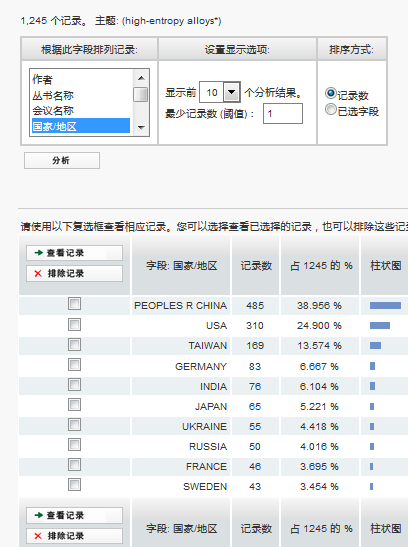 1,245 个记录。 主题: (high-entropy alloys*)
根据此字段排列记录: 设置显示选项: 排序方式:
作者
丛书名称
会议名称
国家/地区
显示前 10 个分析结果。
最少记录数 (阈值): 1
记录数
已选字段
分析
请使用以下复选框查看相应记录。您可以选择查看已选择的记录，也可以排除这些记
查看记录
排除记录
字段: 国家/地区 记录数 占 1245 的 % 柱状图
PEOPLES R CHINA 485 38.956 %
USA 310 24.900 %
TAIWAN 169 13.574 %
GERMANY 83 6.667 %
INDIA 76 6.104 %
JAPAN 65 5.221 %
UKRAINE 55 4.418 %
RUSSIA 50 4.016 %
FRANCE 46 3.695 %
SWEDEN 43 3.454 %
查看记录
排除记录
字段: 国家/地区 记录数 占 1245 的 % 柱状图